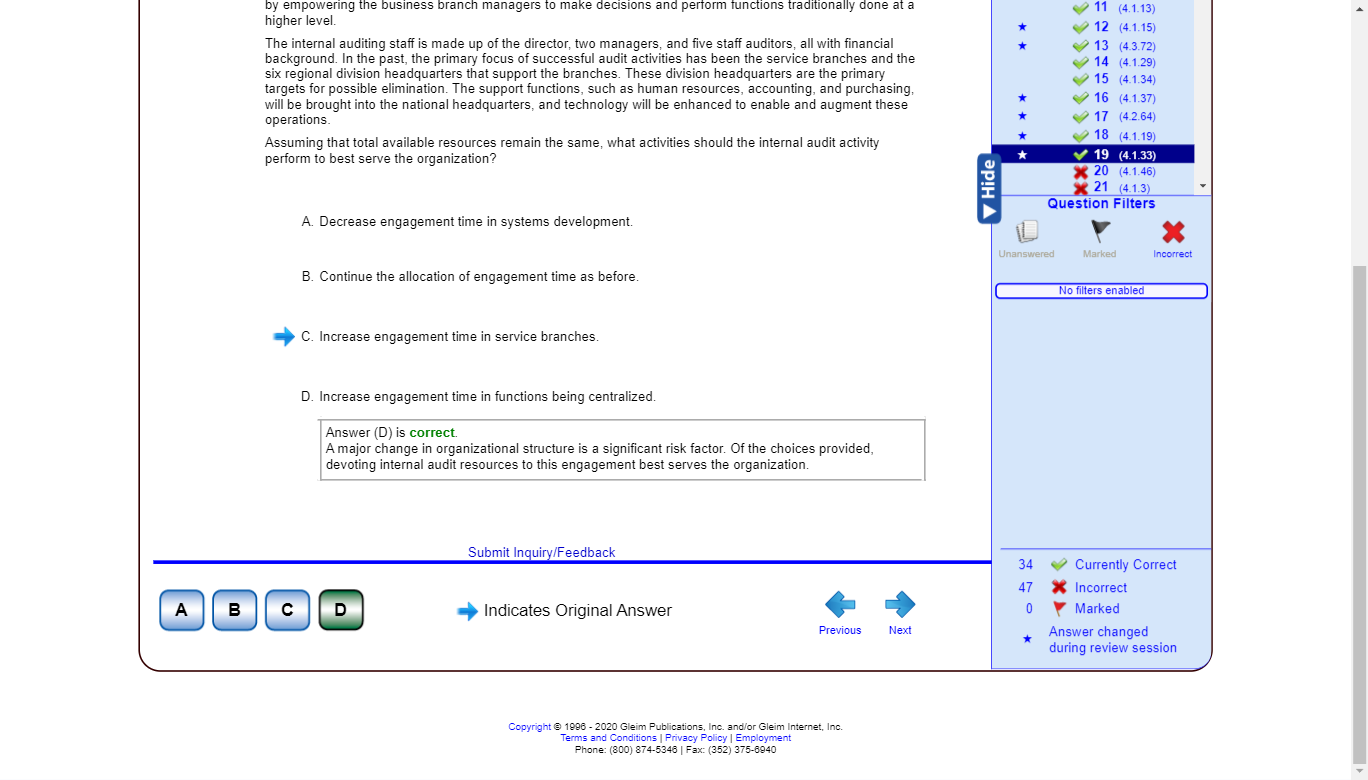 by empowering the business branch managers to make decisions and perform functions traditionally done at a
higher level.
The internal auditing staff is made up of the director, two managers, and five staff auditors, all with financial
background. In the past, the primary focus of successful audit activities has been the service branches and the
six regional division headquarters that support the branches. These division headquarters are the primary
targets for possible elimination. The support functions, such as human resources, accounting, and purchasing,
will be brought into the national headquarters, and technology will be enhanced to enable and augment these
operations.
Assuming that total available resources remain the same, what activities should the internal audit activity
perform to best serve the organization?
A. Decrease engagement time in systems development.
B. Continue the allocation of engagement time as before.
C. Increase engagement time in service branches.
D. Increase engagement time in functions being centralized.
Answer (D) is correct.
A major change in organizational structure is a significant risk factor. Of the choices provided,
devoting internal audit resources to this engagement best serves the organization.
Submit Inquiry/Feedback
A B C D
Indicates Original Answer
Previous
Next
11 (4.1.13)
12 (4.1.15)
13 (4.3.72)
14 (4.1.29)
15 (4.1.34)
16 (4.1.37)
17 (4.2.64)
18 (4.1.19)
19 (4.1.33)
20 (4.1.46)
21 (4.1.3)
Hide
Question Filters
Unanswered
Marked
Incorrect
No filters enabled
34 Currently Correct
47 Incorrect
0 Marked
Answer changed
during review session
Copyright © 1996 - 2020 Gleim Publications, Inc. and/or Gleim Internet, Inc.
Terms and Conditions | Privacy Policy | Employment
Phone: (800) 874-5346 | Fax: (352) 375-6940